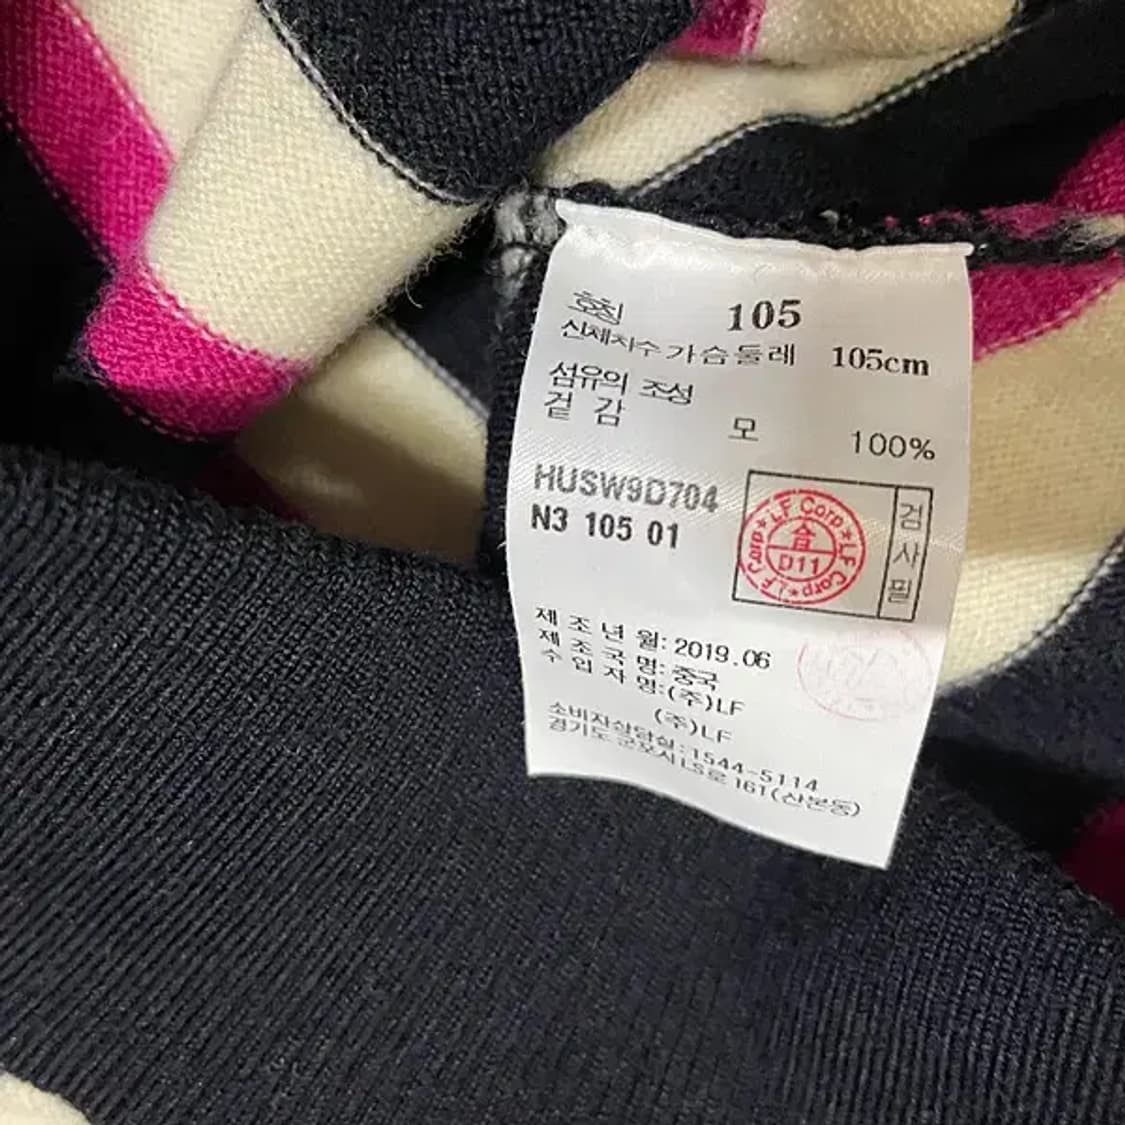 호칭 105
신체치수 가슴둘레 105cm
섬유의 조성
겉감 모 100%
HUSW9D704
N3 105 01
LF Corp★LF Corp★LF Corp★
合
D11
검사필
제조년월: 2019.06
제조국명: 중국
수입자명:(주)LF
(주)LF
소비자상담실:1544-5114
경기도 군포시 LS로 161(산본동)